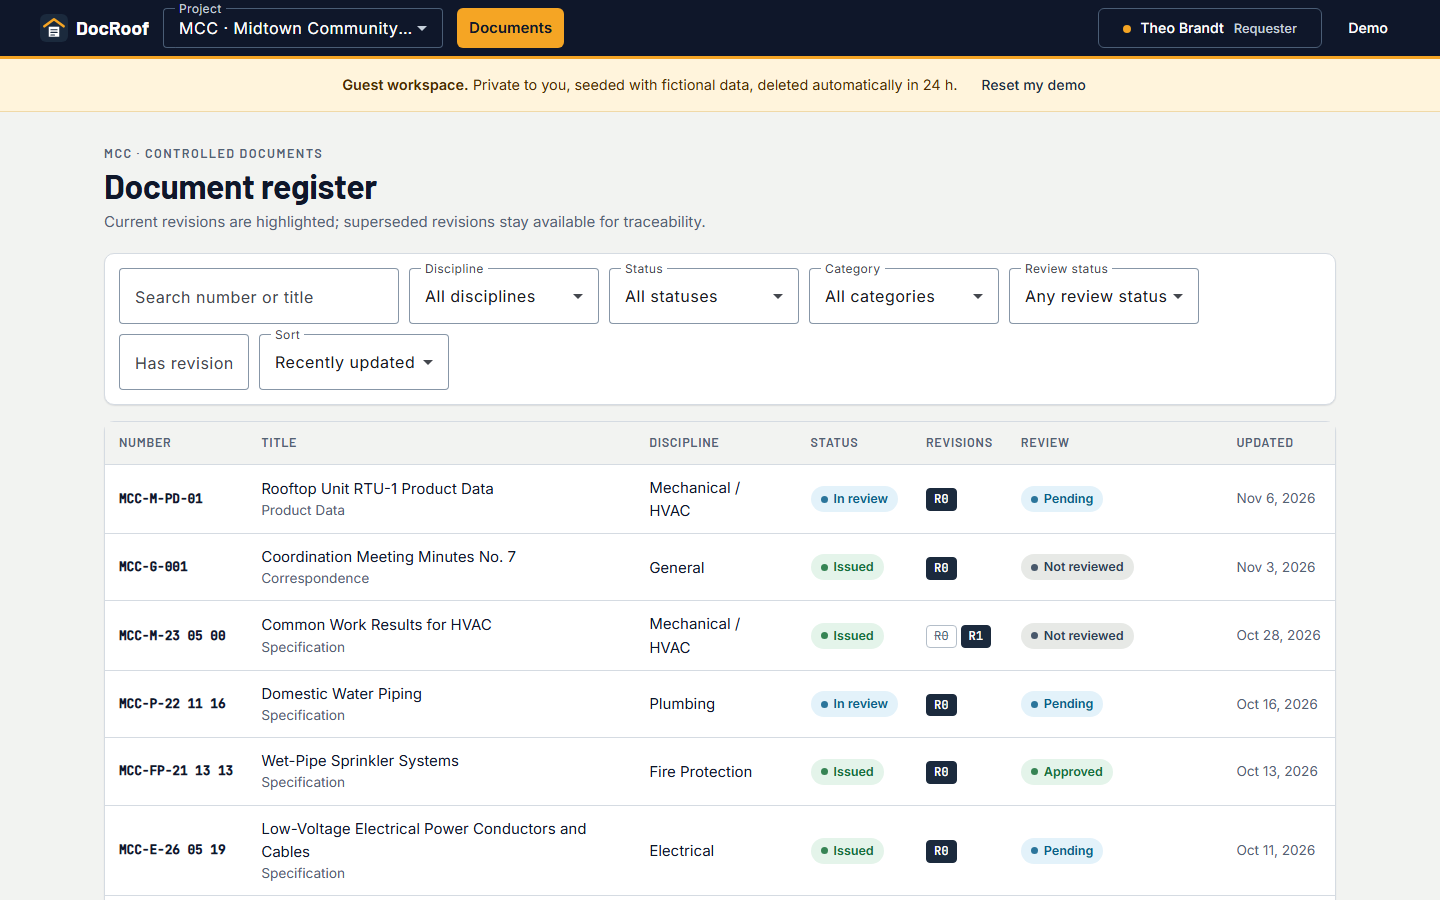 DocRoof
Project
MCC · Midtown Community...
Documents
Theo Brandt Requester
Demo
Guest workspace. Private to you, seeded with fictional data, deleted automatically in 24 h. Reset my demo
MCC · CONTROLLED DOCUMENTS
Document register
Current revisions are highlighted; superseded revisions stay available for traceability.
Search number or title
Discipline
All disciplines
Status
All statuses
Category
All categories
Review status
Any review status
Has revision
Sort
Recently updated
NUMBER TITLE DISCIPLINE STATUS REVISIONS REVIEW UPDATED
MCC-M-PD-01
Rooftop Unit RTU-1 Product Data
Product Data
Mechanical /
HVAC
In review
R0
Pending
Nov 6, 2026
MCC-G-001
Coordination Meeting Minutes No. 7
Correspondence
General
Issued
R0
Not reviewed
Nov 3, 2026
MCC-M-23 05 00
Common Work Results for HVAC
Specification
Mechanical /
HVAC
Issued
R0 R1
Not reviewed
Oct 28, 2026
MCC-P-22 11 16
Domestic Water Piping
Specification
Plumbing
In review
R0
Pending
Oct 16, 2026
MCC-FP-21 13 13
Wet-Pipe Sprinkler Systems
Specification
Fire Protection
Issued
R0
Approved
Oct 13, 2026
MCC-E-26 05 19
Low-Voltage Electrical Power Conductors and
Cables
Specification
Electrical
Issued
R0
Pending
Oct 11, 2026